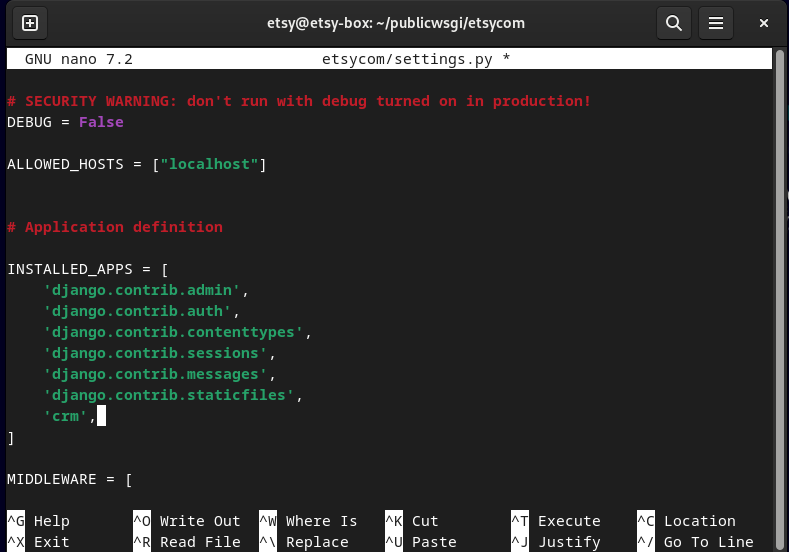 etsy@etsy-box: ~/publicwsgi/etsycom
GNU nano 7.2 etsycom/settings.py *
# SECURITY WARNING: don't run with debug turned on in production!
DEBUG = False
ALLOWED_HOSTS = ["localhost"]
# Application definition
INSTALLED_APPS = [
    'django.contrib.admin',
    'django.contrib.auth',
    'django.contrib.contenttypes',
    'django.contrib.sessions',
    'django.contrib.messages',
    'django.contrib.staticfiles',
    'crm',
]
MIDDLEWARE = [
^G Help ^O Write Out ^W Where Is ^K Cut ^T Execute ^C Location
^X Exit ^R Read File ^\ Replace ^U Paste ^J Justify ^/ Go To Line